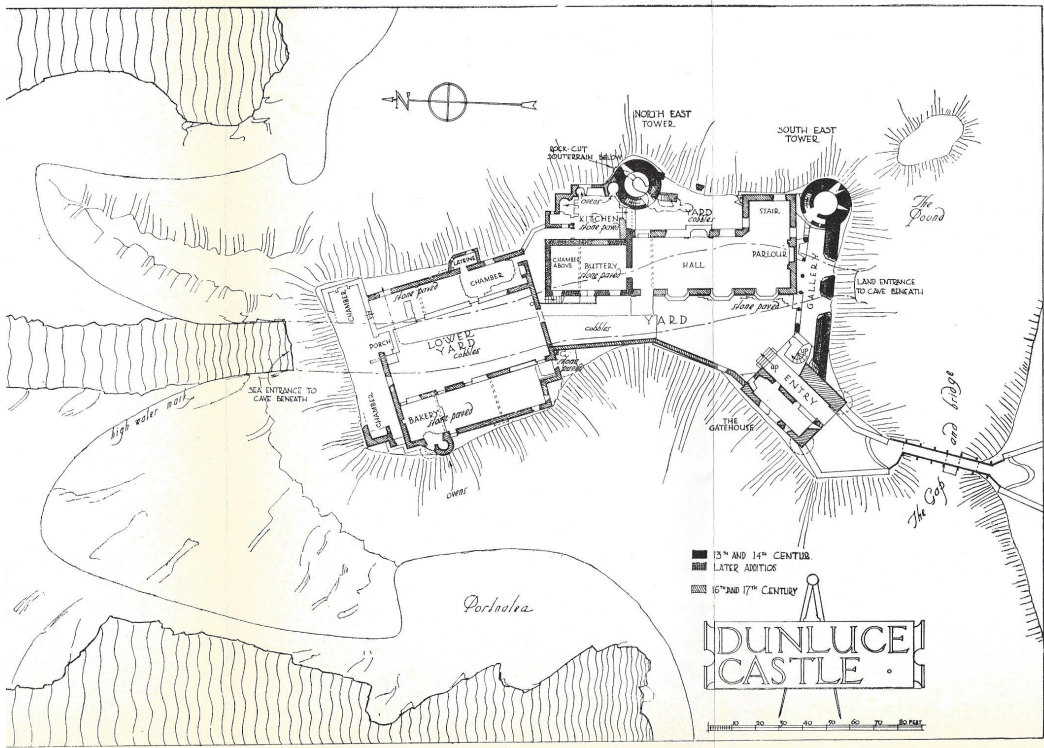 N
NORTH EAST
TOWER
SOUTH EAST
TOWER
ROCK-CUT
SOUTERRAIN BELOW
The
Pound
ovens
KITCHEN
stone paved
YARD
cobbles
STAIR
LATRINE
CHAMBER
ABOVE
BUTTERY
stone paved
HALL
PARLOUR
GALLERY
LAND ENTRANCE
TO CAVE BENEATH
CHAMBER
stone paved
CHAMBER
stone paved
YARD
cobbles
PORCH
LOWER
YARD
cobbles
SEA ENTRANCE TO
CAVE BENEATH
high water mark
CHAMBER
BAKERY
stone paved
ovens
up
ENTRY
THE
GATEHOUSE
The Gap and bridge
13TH AND 14TH CENTUR
LATER ADDITIOS
16TH AND 17TH CENTURY
Portnalea
DUNLUCE
CASTLE
10 20 30 40 50 60 70 80 FEET